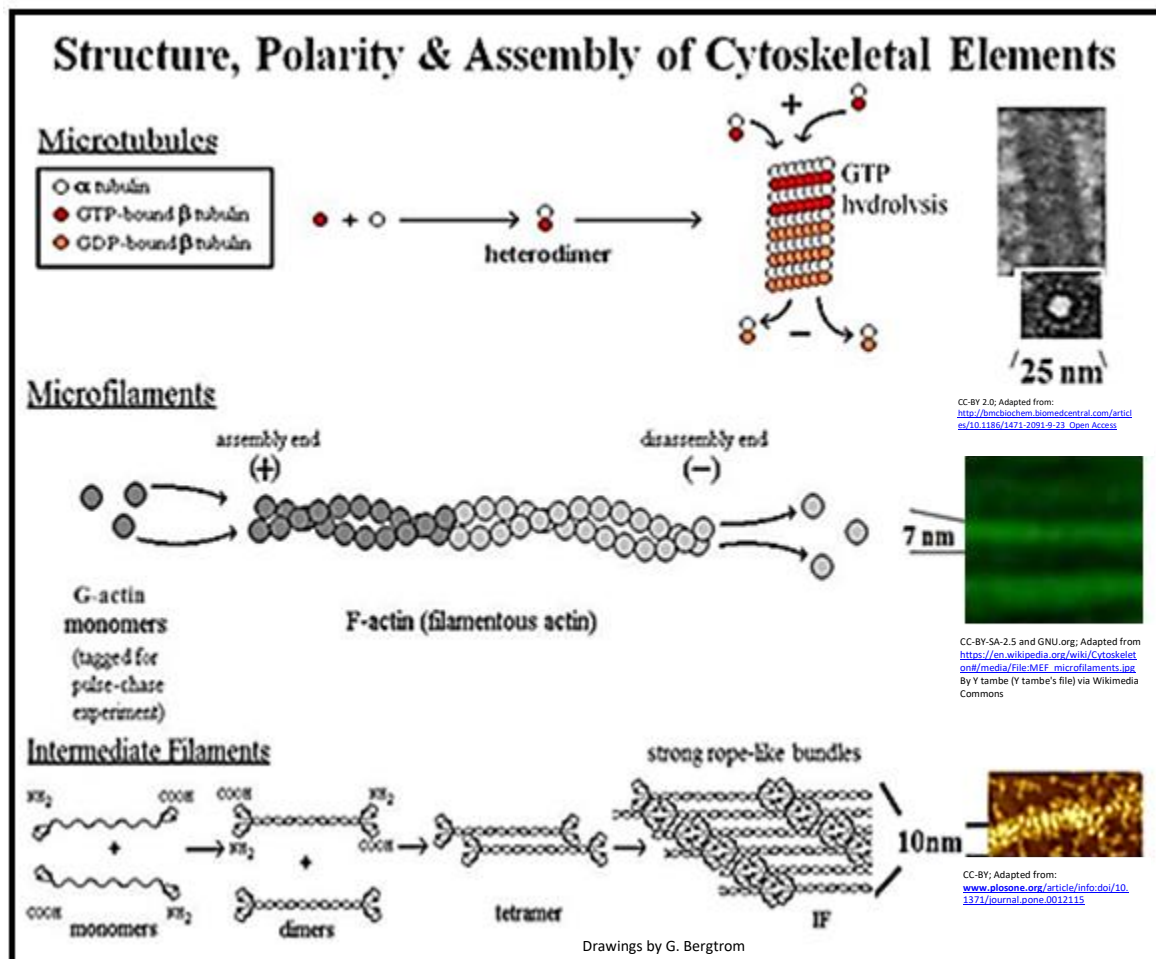 Structure, Polarity & Assembly of Cytoskeletal Elements
Microtubules
α tubulin
GTP-bound β tubulin
GDP-bound β tubulin
+
heterodimer
+
GTP
hydrolysis
−
25 nm
CC-BY 2.0; Adapted from:
http://bmcbiochem.biomedcentral.com/articl
es/10.1186/1471-2091-9-23 Open Access
Microfilaments
assembly end
(+)
disassembly end
(−)
7 nm
G-actin
monomers
(tagged for
pulse-chase
experiment)
F-actin (filamentous actin)
CC-BY-SA-2.5 and GNU.org; Adapted from
https://en.wikipedia.org/wiki/Cytoskelet
on#/media/File:MEF_microfilaments.jpg
By Y tambe (Y tambe's file) via Wikimedia
Commons
Intermediate Filaments
NH2 COOH
+
COOH NH2
monomers
COOH NH2
NH2 COOH
+
dimers
tetramer
strong rope-like bundles
IF
10nm
CC-BY; Adapted from:
www.plosone.org/article/info:doi/10.
1371/journal.pone.0012115
Drawings by G. Bergtrom